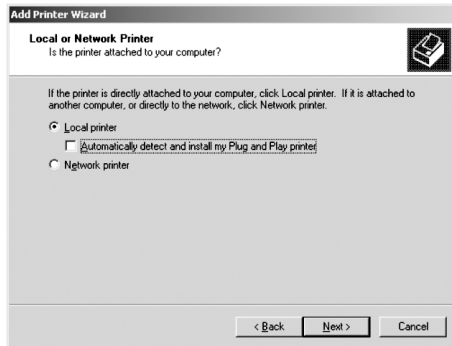 Add Printer Wizard
Local or Network Printer
Is the printer attached to your computer?
If the printer is directly attached to your computer, click Local printer. If it is attached to
another computer, or directly to the network, click Network printer.
Local printer
Automatically detect and install my Plug and Play printer
Network printer
< Back Next > Cancel